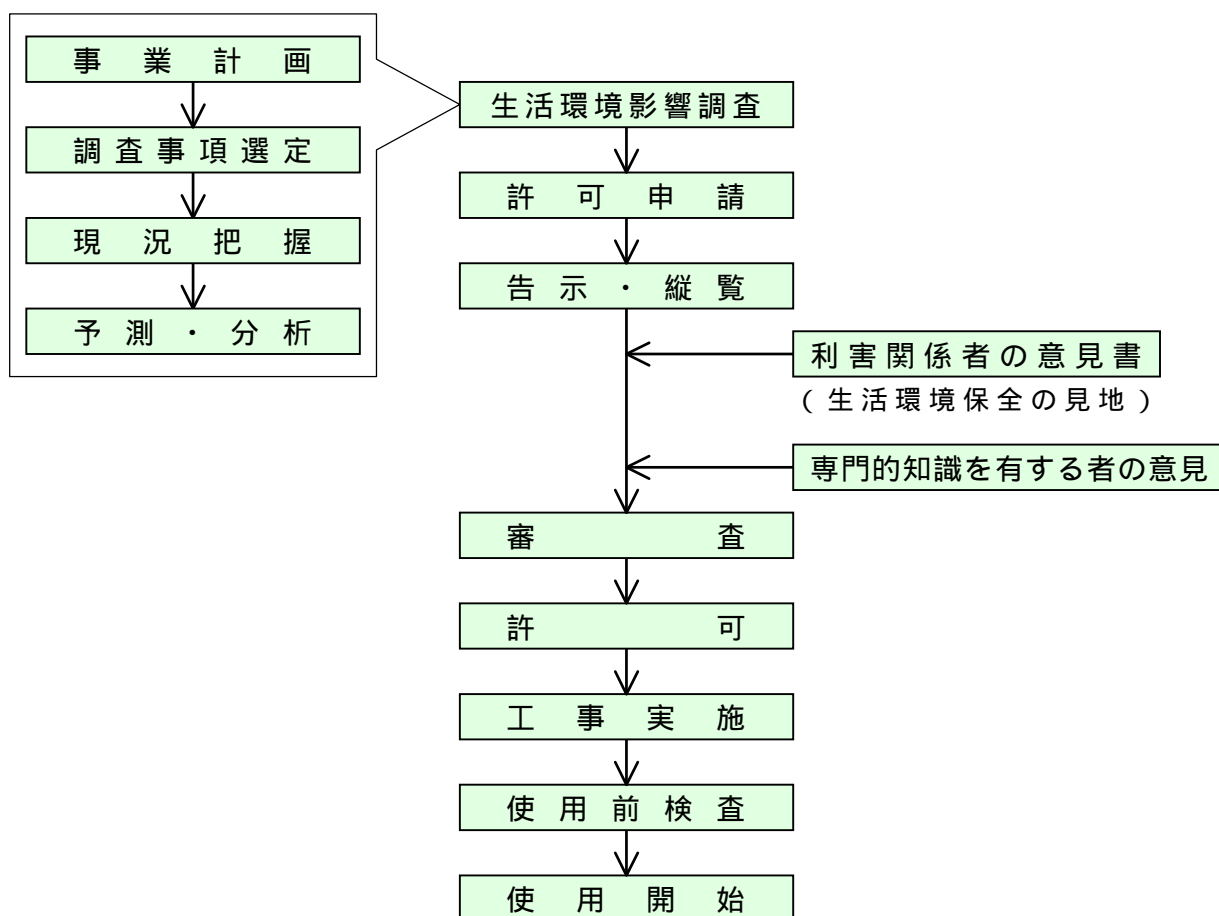 事業計画
調査事項選定
現況把握
予測・分析
生活環境影響調査
許可申請
告示・縦覧
利害関係者の意見書
(生活環境保全の見地)
専門的知識を有する者の意見
審査
許可
工事実施
使用前検査
使用開始